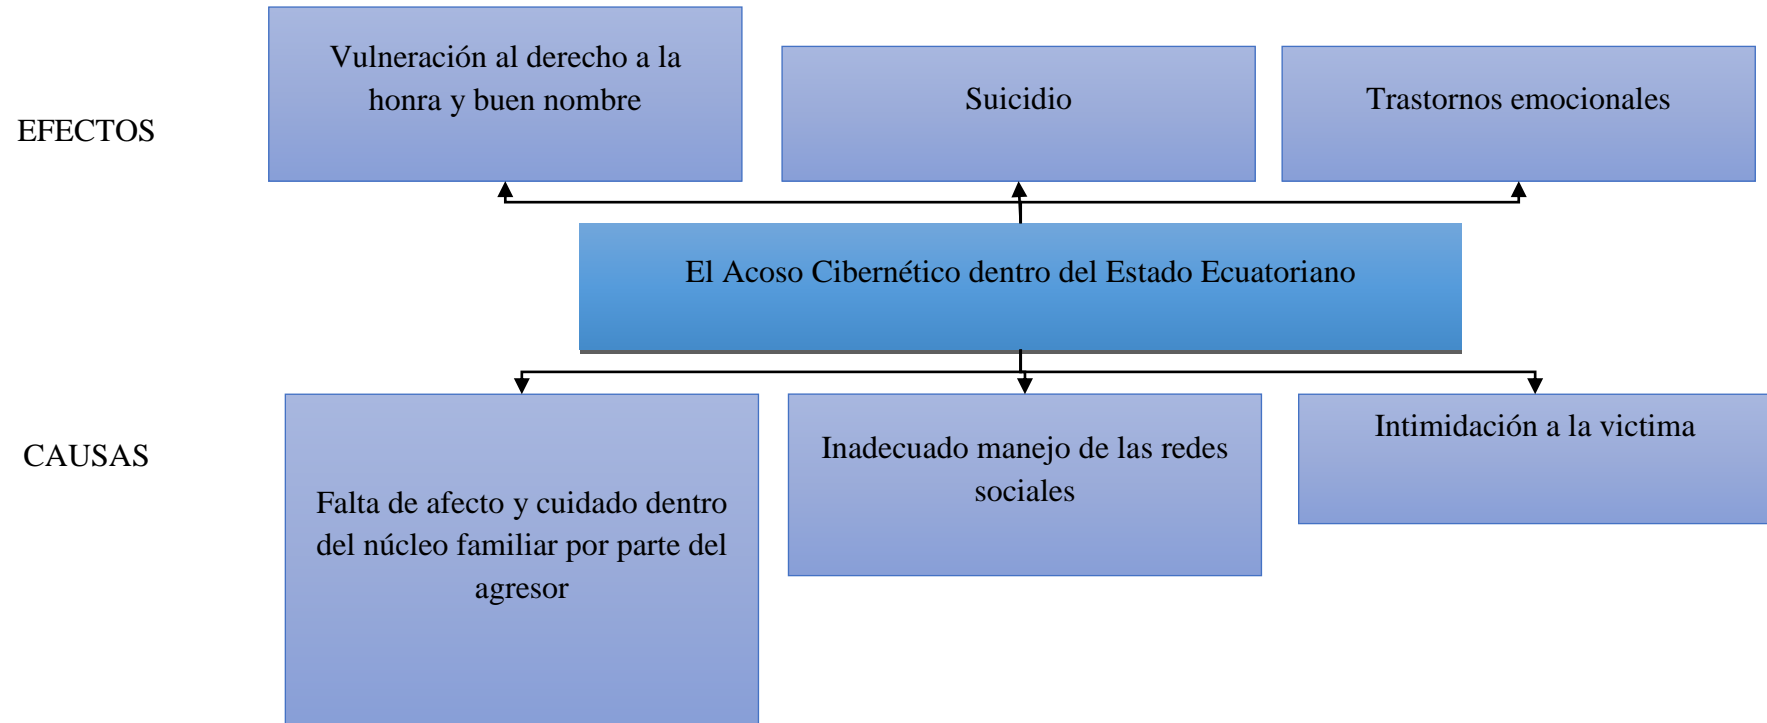 EFECTOS
Vulneración al derecho a la
honra y buen nombre
Suicidio
Trastornos emocionales
El Acoso Cibernético dentro del Estado Ecuatoriano
CAUSAS
Falta de afecto y cuidado dentro
del núcleo familiar por parte del
agresor
Inadecuado manejo de las redes
sociales
Intimidación a la victima